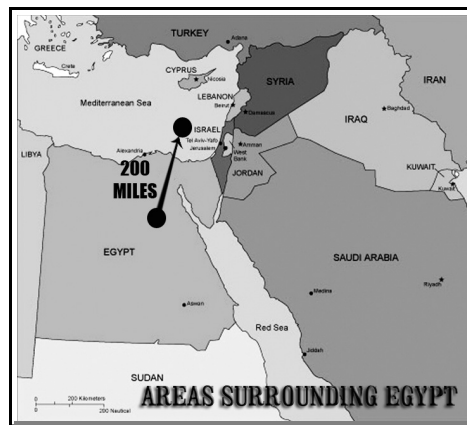 TURKEY
Adana
GREECE
Crete
CYPRUS
Nicosia
SYRIA
IRAN
LEBANON
Beirut
Mediterranean Sea
Damascus
Baghdad
IRAQ
ISRAEL
Tel Aviv-Yafo
Jerusalem
Amman
West
Bank
Alexandria
LIBYA
200
MILES
JORDAN
KUWAIT
Kuwait
EGYPT
SAUDI ARABIA
Riyadh
Medina
Aswan
Red Sea
Jiddah
SUDAN
0 200 Kilometers
0 200 Nautical
AREAS SURROUNDING EGYPT